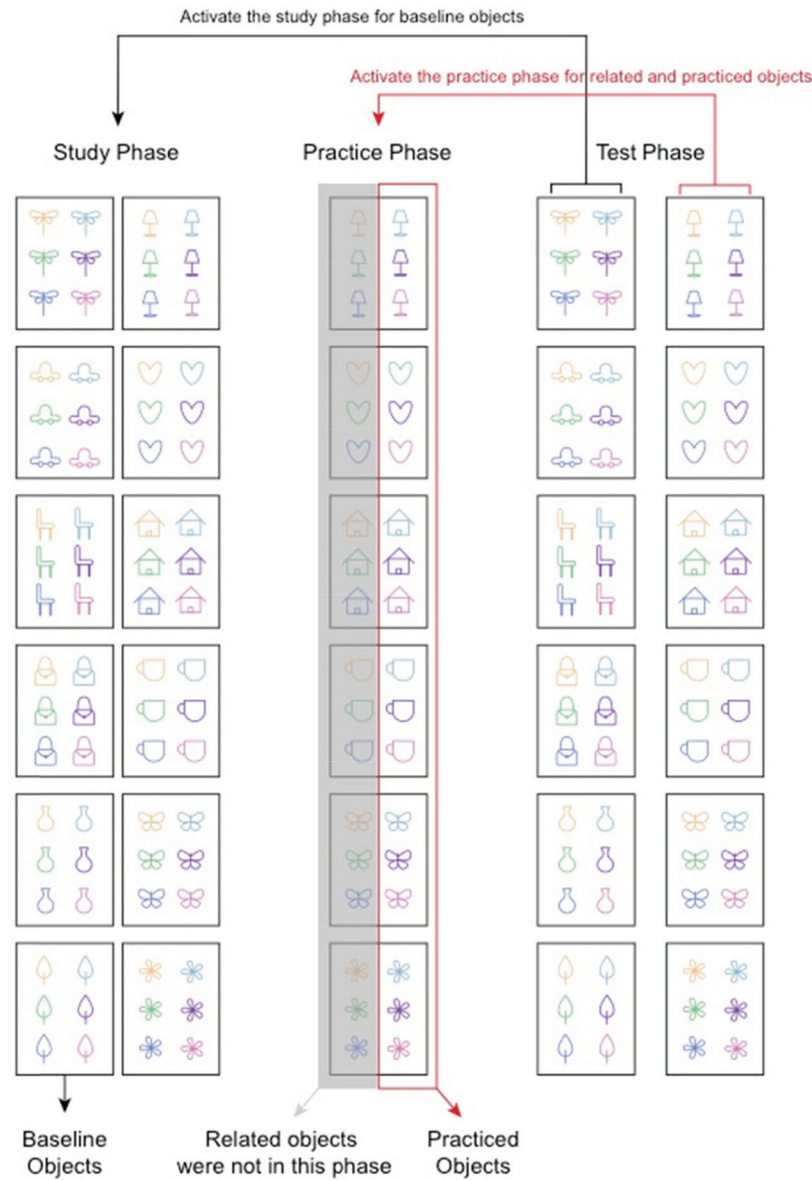 Activate the study phase for baseline objects
Activate the practice phase for related and practiced objects
Study Phase
Practice Phase
Test Phase
Baseline
Objects
Related objects
were not in this phase
Practiced
Objects